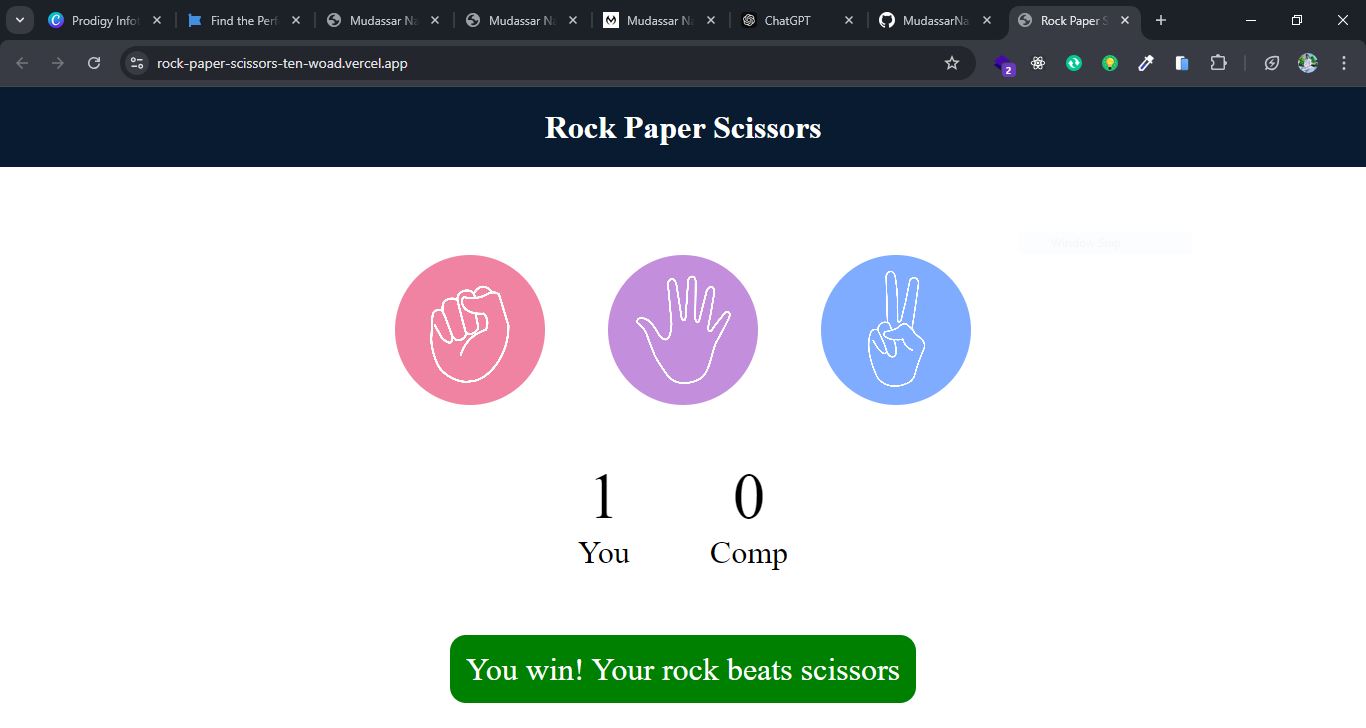 Prodigy Infot
Find the Perf
Mudassar Na
Mudassar Na
Mudassar Na
ChatGPT
MudassarNa
Rock Paper S
rock-paper-scissors-ten-woad.vercel.app
2
Rock Paper Scissors
Window Snip
1 0
You Comp
You win! Your rock beats scissors